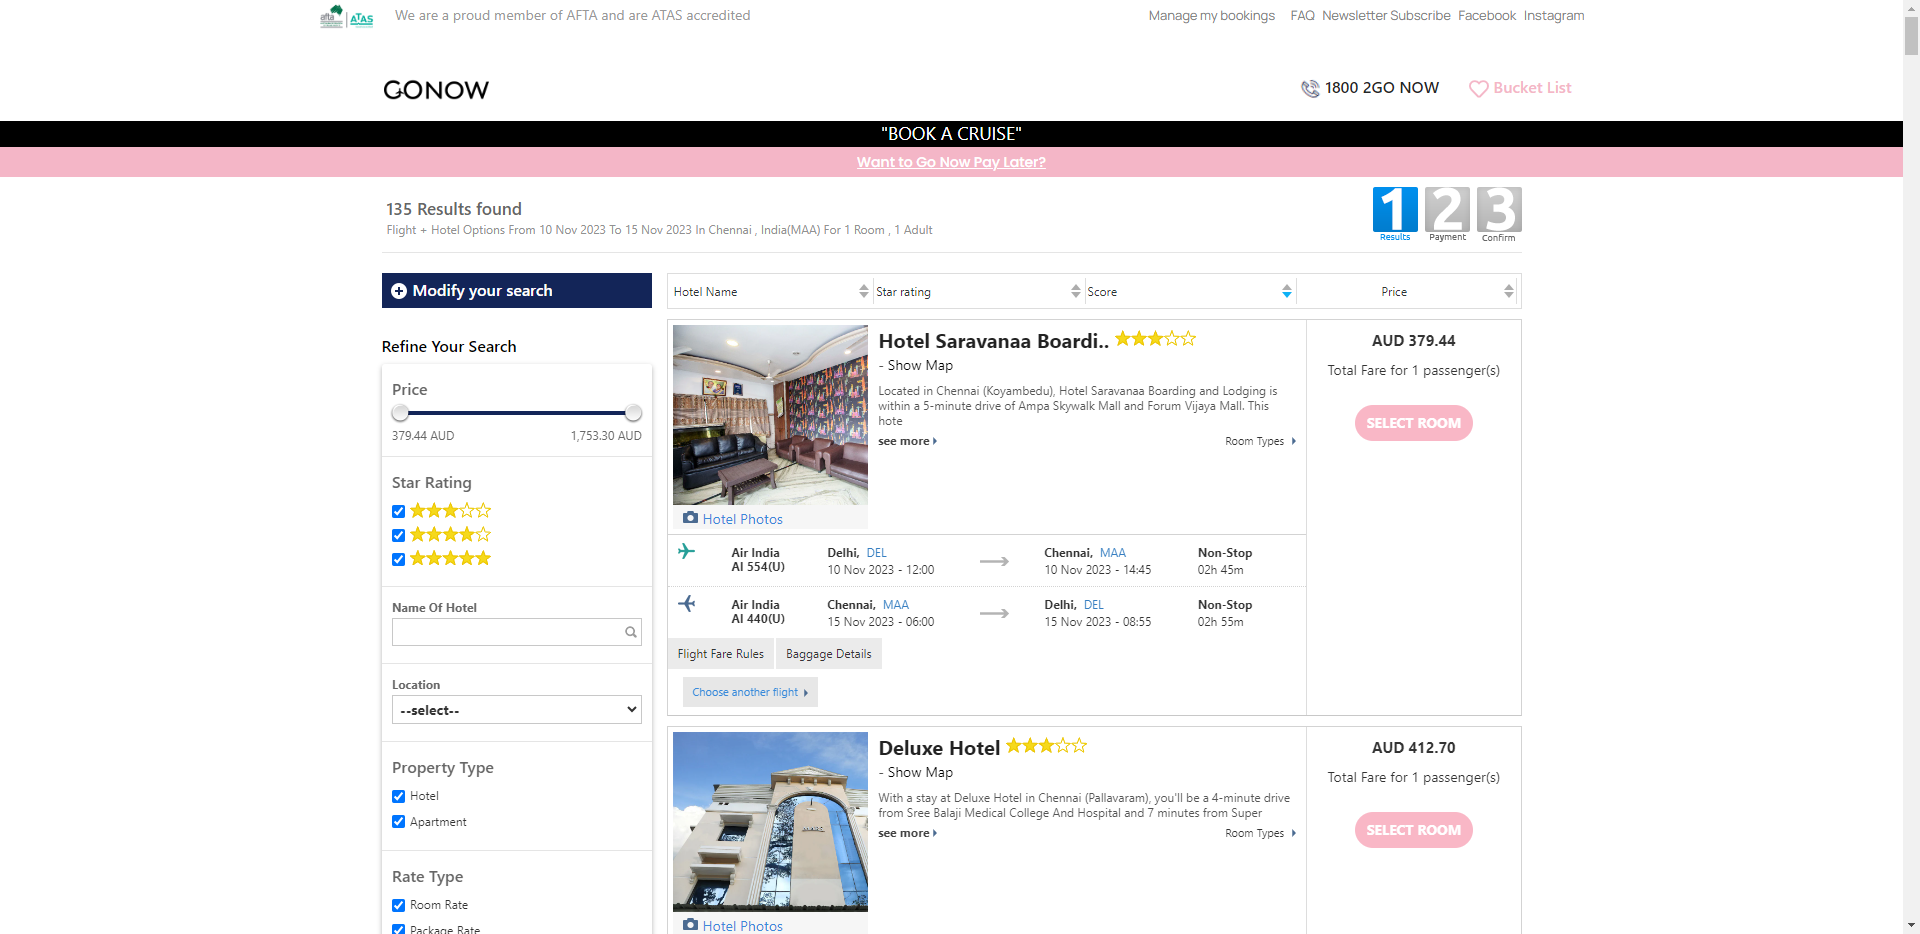 afta
ATAS
We are a proud member of AFTA and are ATAS accredited
Manage my bookings FAQ Newsletter Subscribe Facebook Instagram
GONOW
1800 2GO NOW
Bucket List
"BOOK A CRUISE"
Want to Go Now Pay Later?
135 Results found
Flight + Hotel Options From 10 Nov 2023 To 15 Nov 2023 In Chennai , India(MAA) For 1 Room , 1 Adult
1 2 3
Results Payment Confirm
Modify your search
Hotel Name Star rating Score Price
Refine Your Search
Price
379.44 AUD 1,753.30 AUD
Star Rating
Name Of Hotel
Location
--select--
Property Type
Hotel
Apartment
Rate Type
Room Rate
Package Rate
Hotel Saravanaa Boardi..
- Show Map
Located in Chennai (Koyambedu), Hotel Saravanaa Boarding and Lodging is
within a 5-minute drive of Ampa Skywalk Mall and Forum Vijaya Mall. This
hote
see more
Room Types
Hotel Photos
AUD 379.44
Total Fare for 1 passenger(s)
SELECT ROOM
Air India Delhi, DEL Chennai, MAA Non-Stop
AI 554(U) 10 Nov 2023 - 12:00 10 Nov 2023 - 14:45 02h 45m
Air India Chennai, MAA Delhi, DEL Non-Stop
AI 440(U) 15 Nov 2023 - 06:00 15 Nov 2023 - 08:55 02h 55m
Flight Fare Rules Baggage Details
Choose another flight
Deluxe Hotel
- Show Map
With a stay at Deluxe Hotel in Chennai (Pallavaram), you'll be a 4-minute drive
from Sree Balaji Medical College And Hospital and 7 minutes from Super
see more
Room Types
Hotel Photos
AUD 412.70
Total Fare for 1 passenger(s)
SELECT ROOM